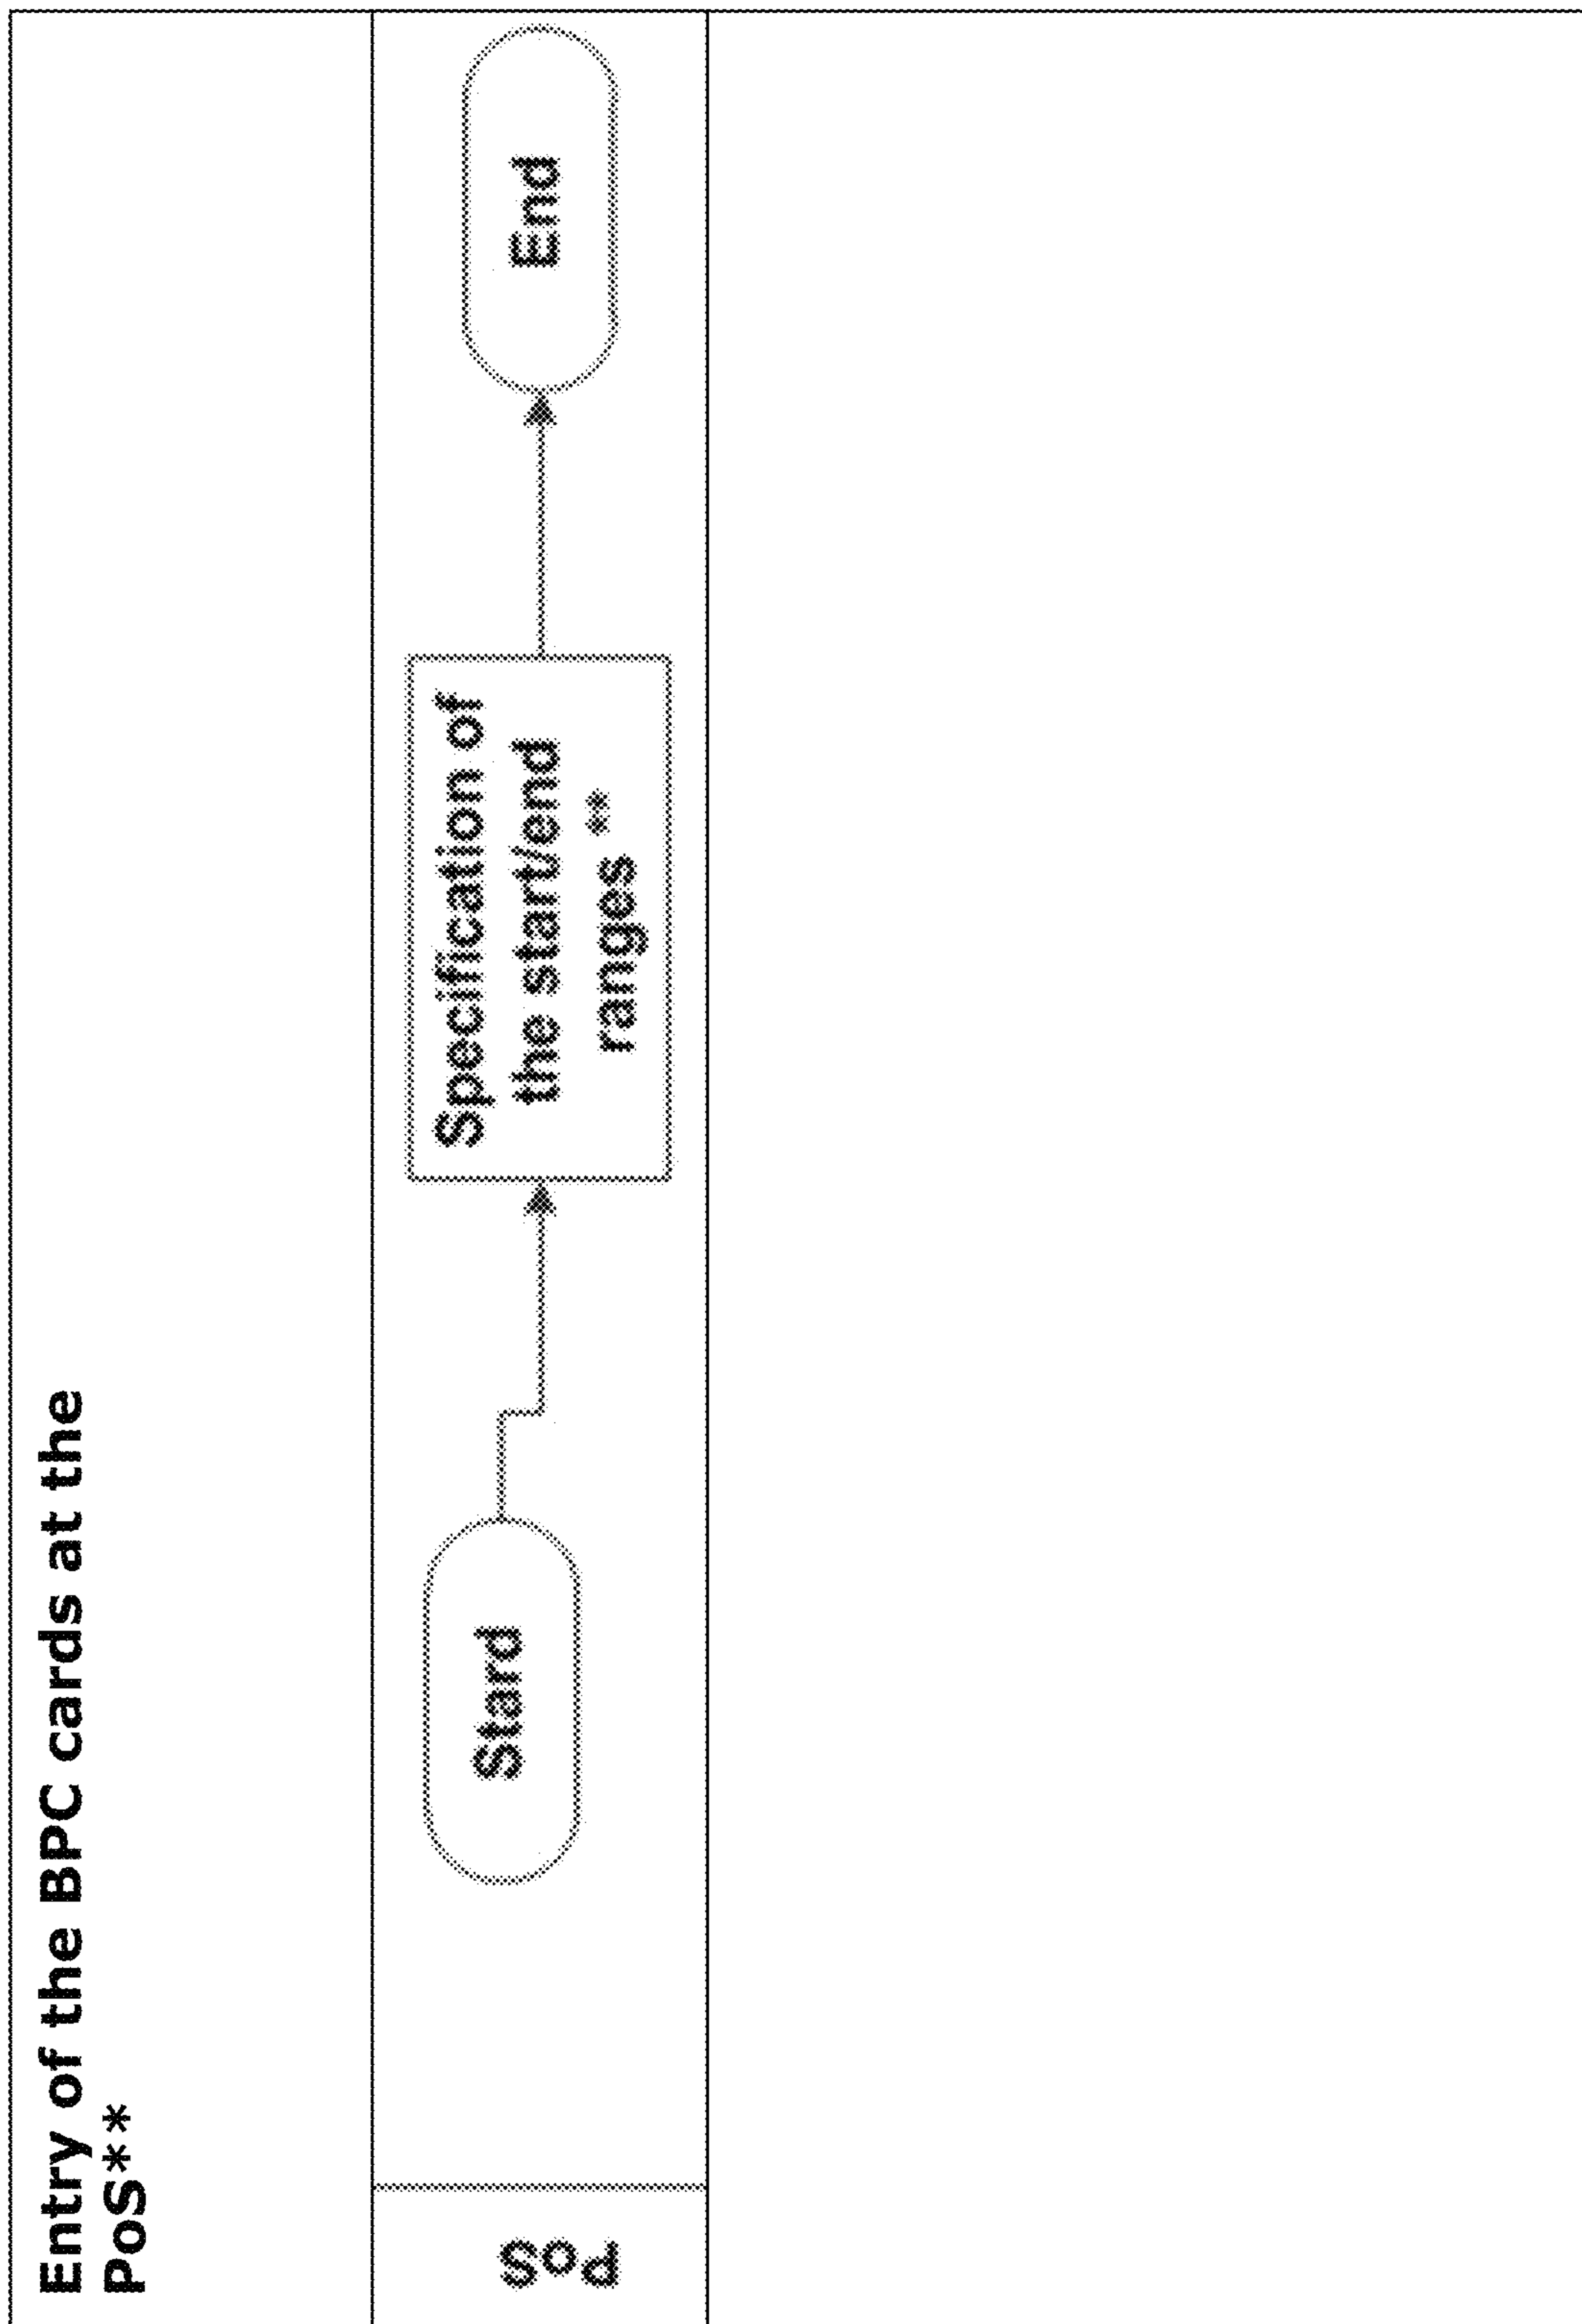 Entry of the BPC cards at the
PoS**
PoS
Stard
Specification of
the start/end
ranges **
End